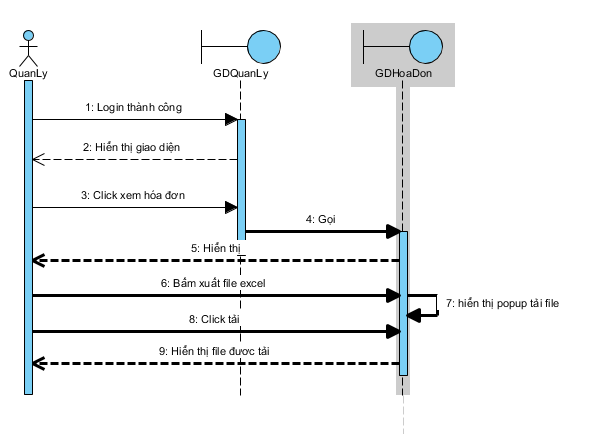 QuanLy
GDQuanLy
GDHoaDon
1: Login thành công
2: Hiển thị giao diện
3: Click xem hóa đơn
4: Gọi
5: Hiển thị
6: Bấm xuất file excel
7: hiển thị popup tải file
8: Click tải
9: Hiển thị file được tải